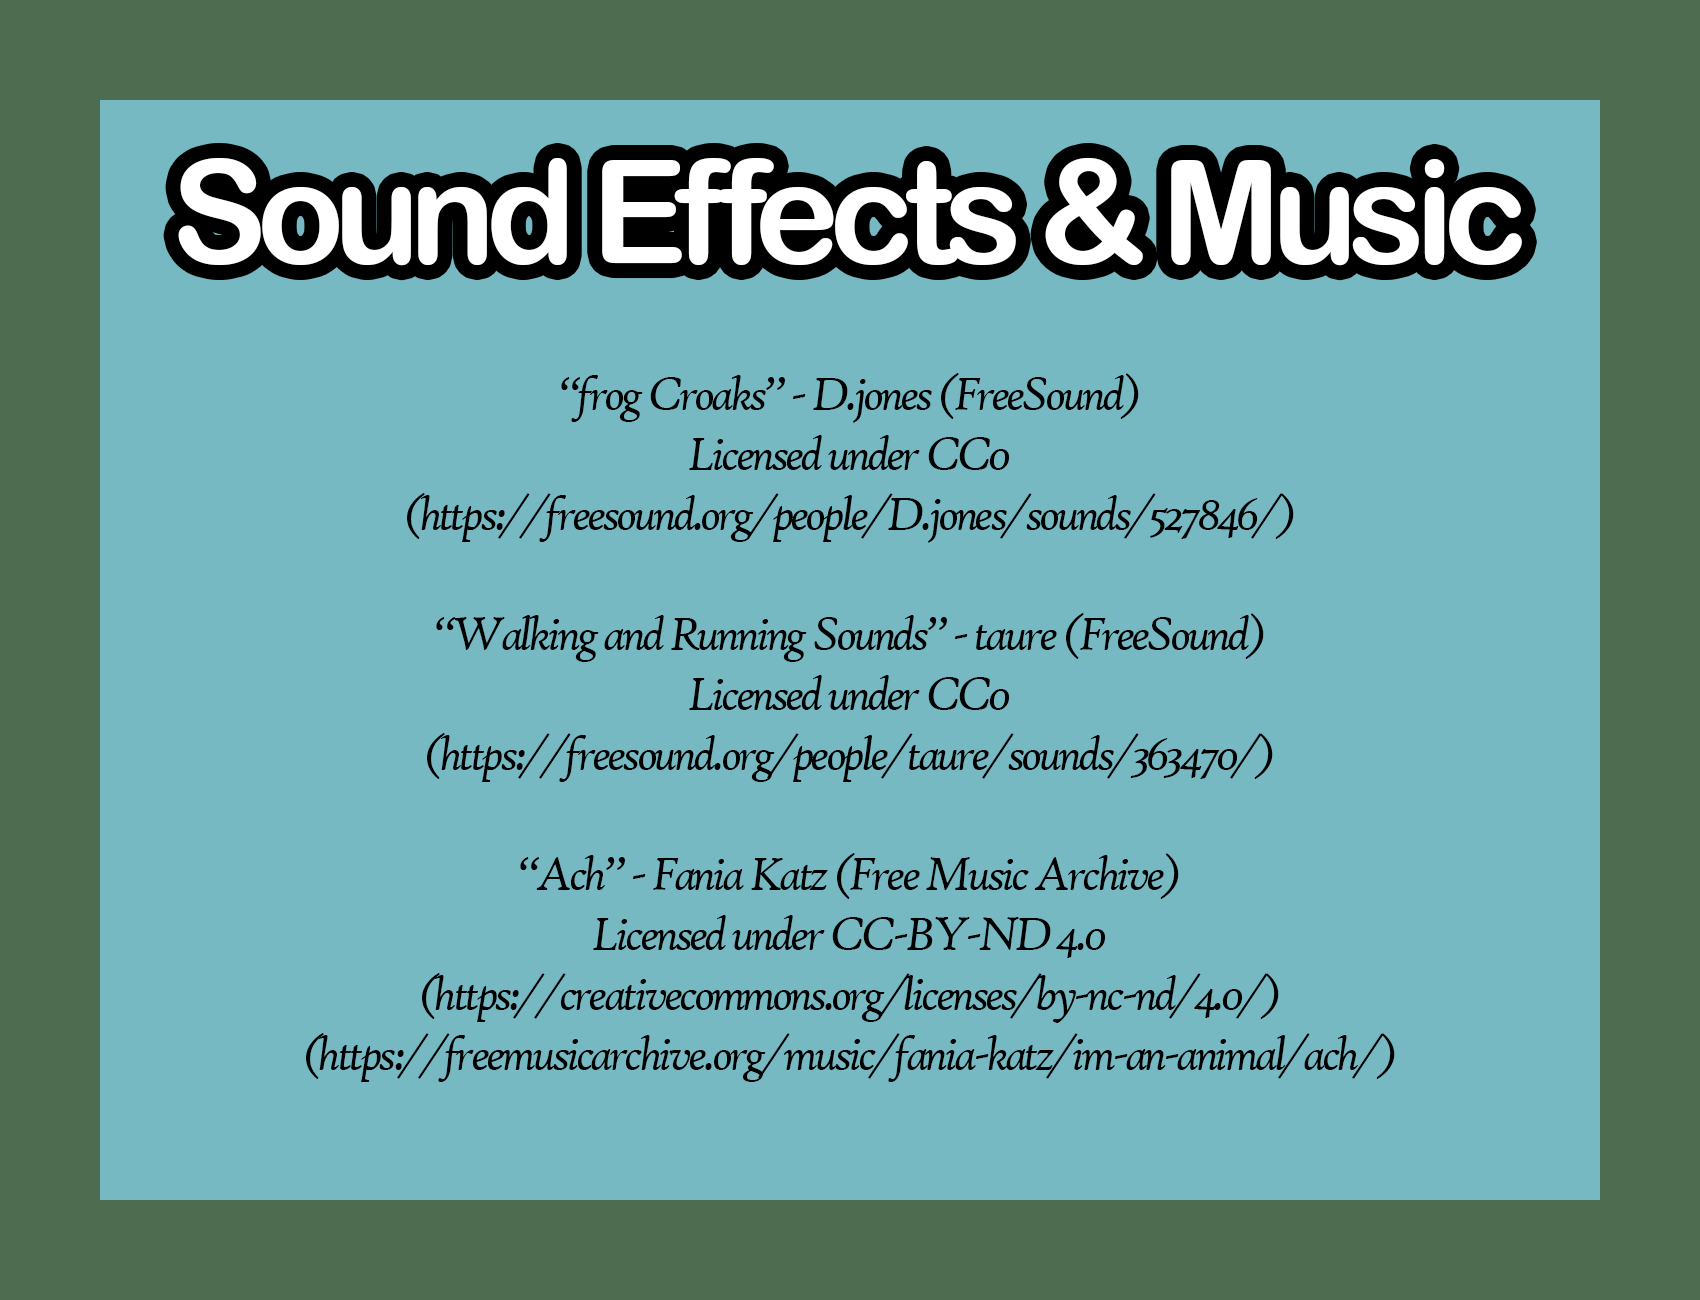 Sound Effects & Music
“frog Croaks” - D.jones (FreeSound)
Licensed under CC0
(https://freesound.org/people/D.jones/sounds/527846/)
“Walking and Running Sounds” - taure (FreeSound)
Licensed under CC0
(https://freesound.org/people/taure/sounds/363470/)
“Ach” - Fania Katz (Free Music Archive)
Licensed under CC-BY-ND 4.0
(https://creativecommons.org/licenses/by-nc-nd/4.0/)
(https://freemusicarchive.org/music/fania-katz/im-an-animal/ach/)